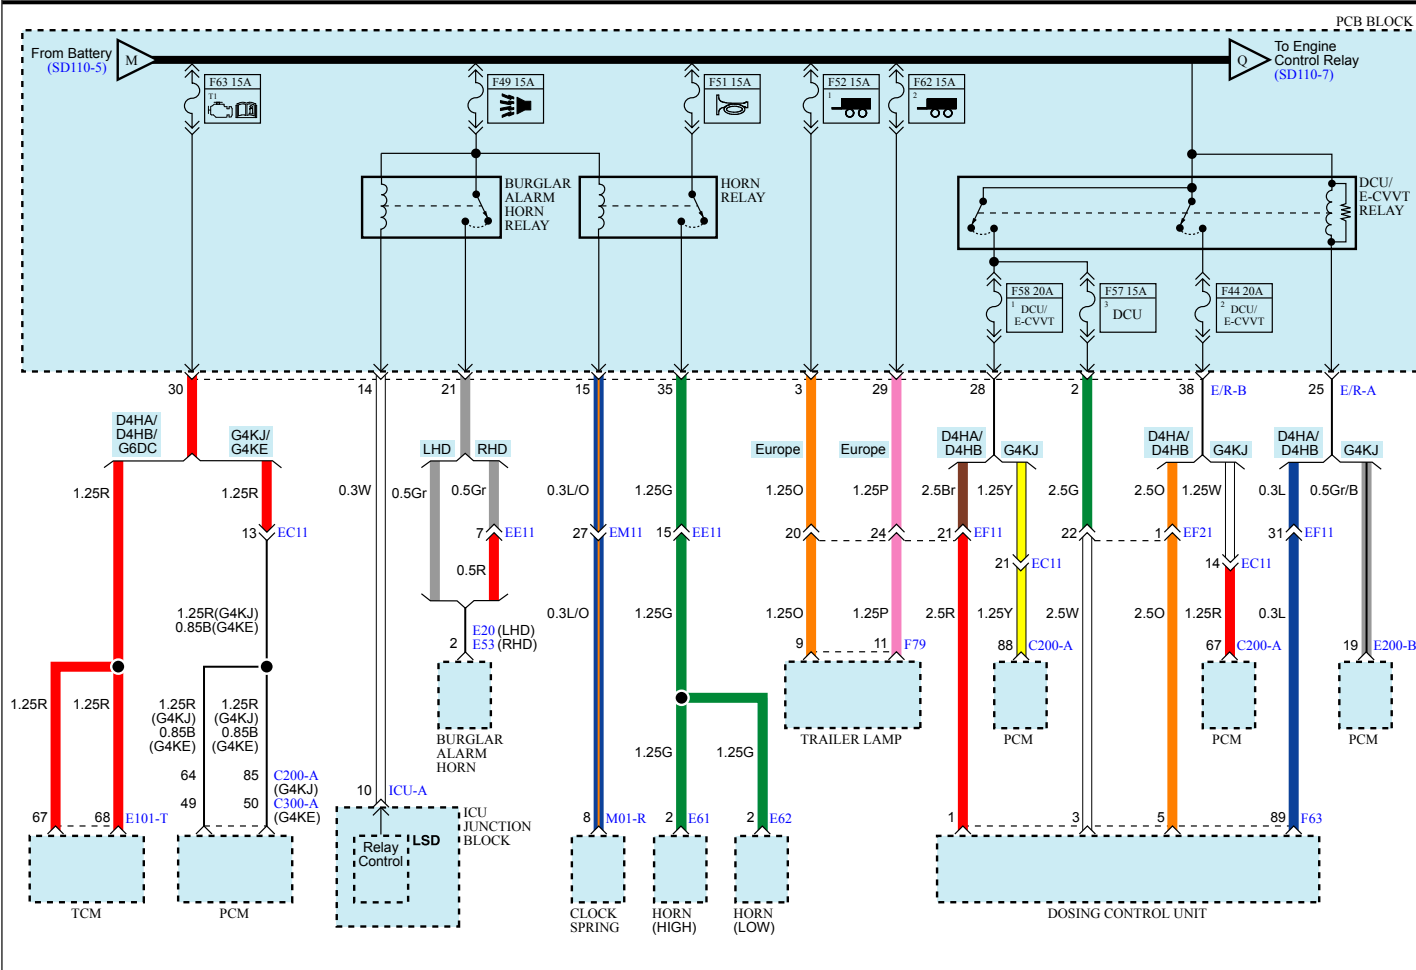 PCB BLOCK
From Battery
(SD110-5)
M
Q
To Engine
Control Relay
(SD110-7)
F63 15A
T1
F49 15A
F51 15A
F52 15A
1
F62 15A
2
BURGLAR
ALARM
HORN
RELAY
HORN
RELAY
DCU/
E-CVVT
RELAY
F58 20A
1 DCU/
E-CVVT
F57 15A
3 DCU
F44 20A
2 DCU/
E-CVVT
30
14
21
15
35
3
29
28
2
38
E/R-B
25
E/R-A
D4HA/
D4HB/
G6DC
G4KJ/
G4KE
LHD
RHD
Europe
Europe
D4HA/
D4HB
G4KJ
D4HA/
D4HB
G4KJ
D4HA/
D4HB
G4KJ
1.25R
1.25R
0.3W
0.5Gr
0.5Gr
0.3L/O
1.25G
1.25O
1.25P
2.5Br
1.25Y
2.5G
2.5O
1.25W
0.3L
0.5Gr/B
13
EC11
7
EE11
27
EM11
15
EE11
20
24
21
EF11
22
1
EF21
31
EF11
21
EC11
14
EC11
0.5R
1.25R(G4KJ)
0.85B(G4KE)
0.3L/O
1.25G
1.25O
1.25P
2.5R
1.25Y
2.5W
2.5O
1.25R
0.3L
E20 (LHD)
2 E53 (RHD)
9
11
F79
88
C200-A
67
C200-A
19
E200-B
1.25R
1.25R
1.25R
(G4KJ)
0.85B
(G4KE)
1.25R
(G4KJ)
0.85B
(G4KE)
BURGLAR
ALARM
HORN
TRAILER LAMP
PCM
PCM
PCM
1.25G
1.25G
64
85
C200-A
(G4KJ)
49
50
C300-A
(G4KE)
10
ICU-A
67
68
E101-T
ICU
JUNCTION
BLOCK
8
M01-R
2
E61
2
E62
1
3
5
89
F63
Relay
Control
LSD
TCM
PCM
CLOCK
SPRING
HORN
(HIGH)
HORN
(LOW)
DOSING CONTROL UNIT